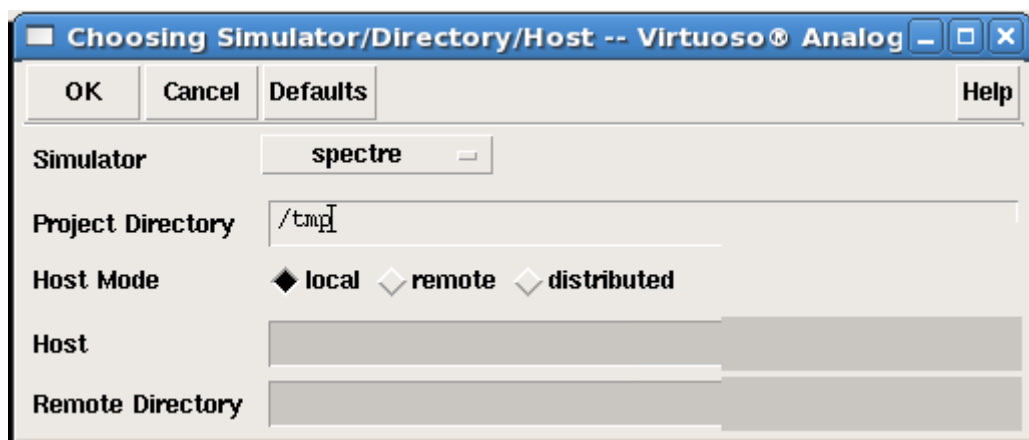 Choosing Simulator/Directory/Host -- Virtuoso® Analog
OK Cancel Defaults Help
Simulator spectre
Project Directory /tmp
Host Mode local remote distributed
Host
Remote Directory